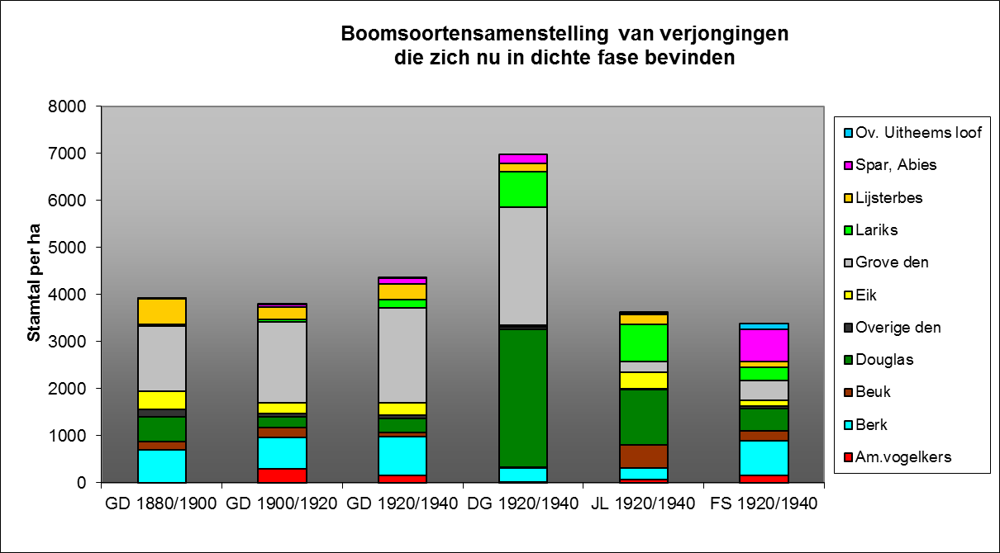 Boomsoortensamenstelling van verjongingen
die zich nu in dichte fase bevinden
Stamtal per ha
8000
7000
6000
5000
4000
3000
2000
1000
0
GD 1880/1900 GD 1900/1920 GD 1920/1940 DG 1920/1940 JL 1920/1940 FS 1920/1940
Ov. Uitheems loof
Spar, Abies
Lijsterbes
Lariks
Grove den
Eik
Overige den
Douglas
Beuk
Berk
Am.vogelkers